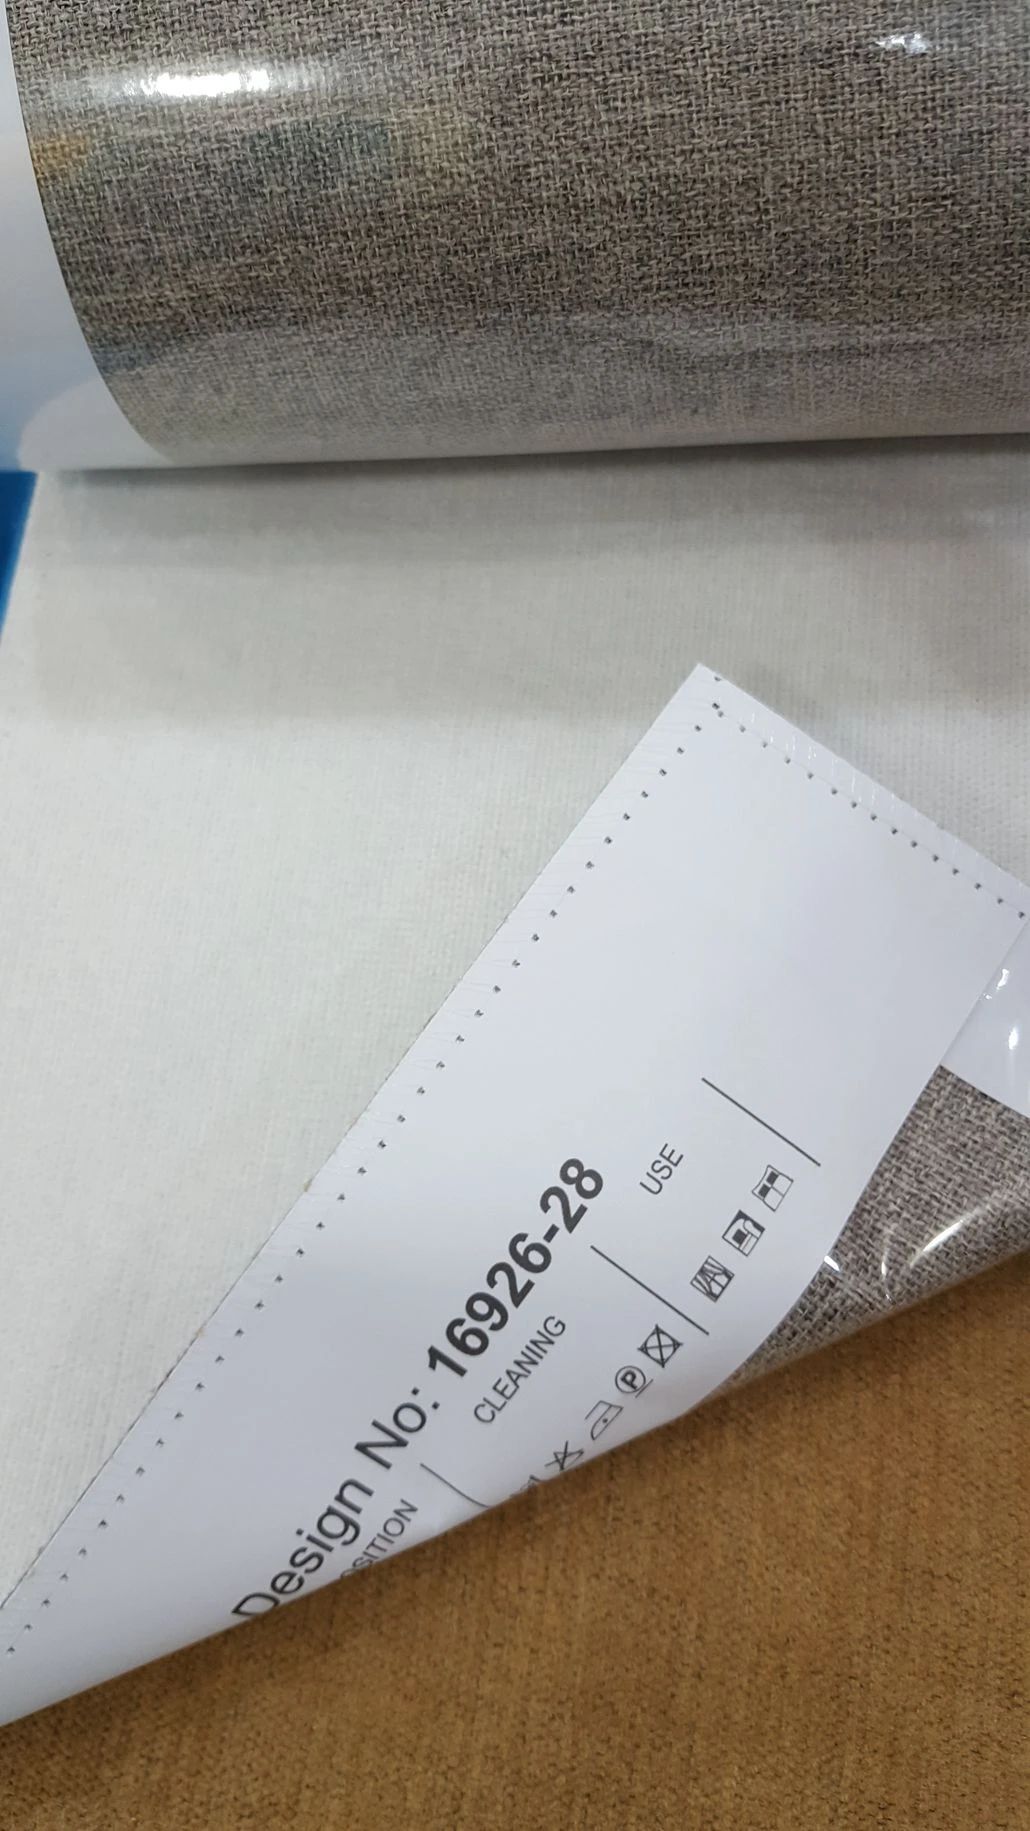 Design No: 16926-28
CLEANING
USE
P